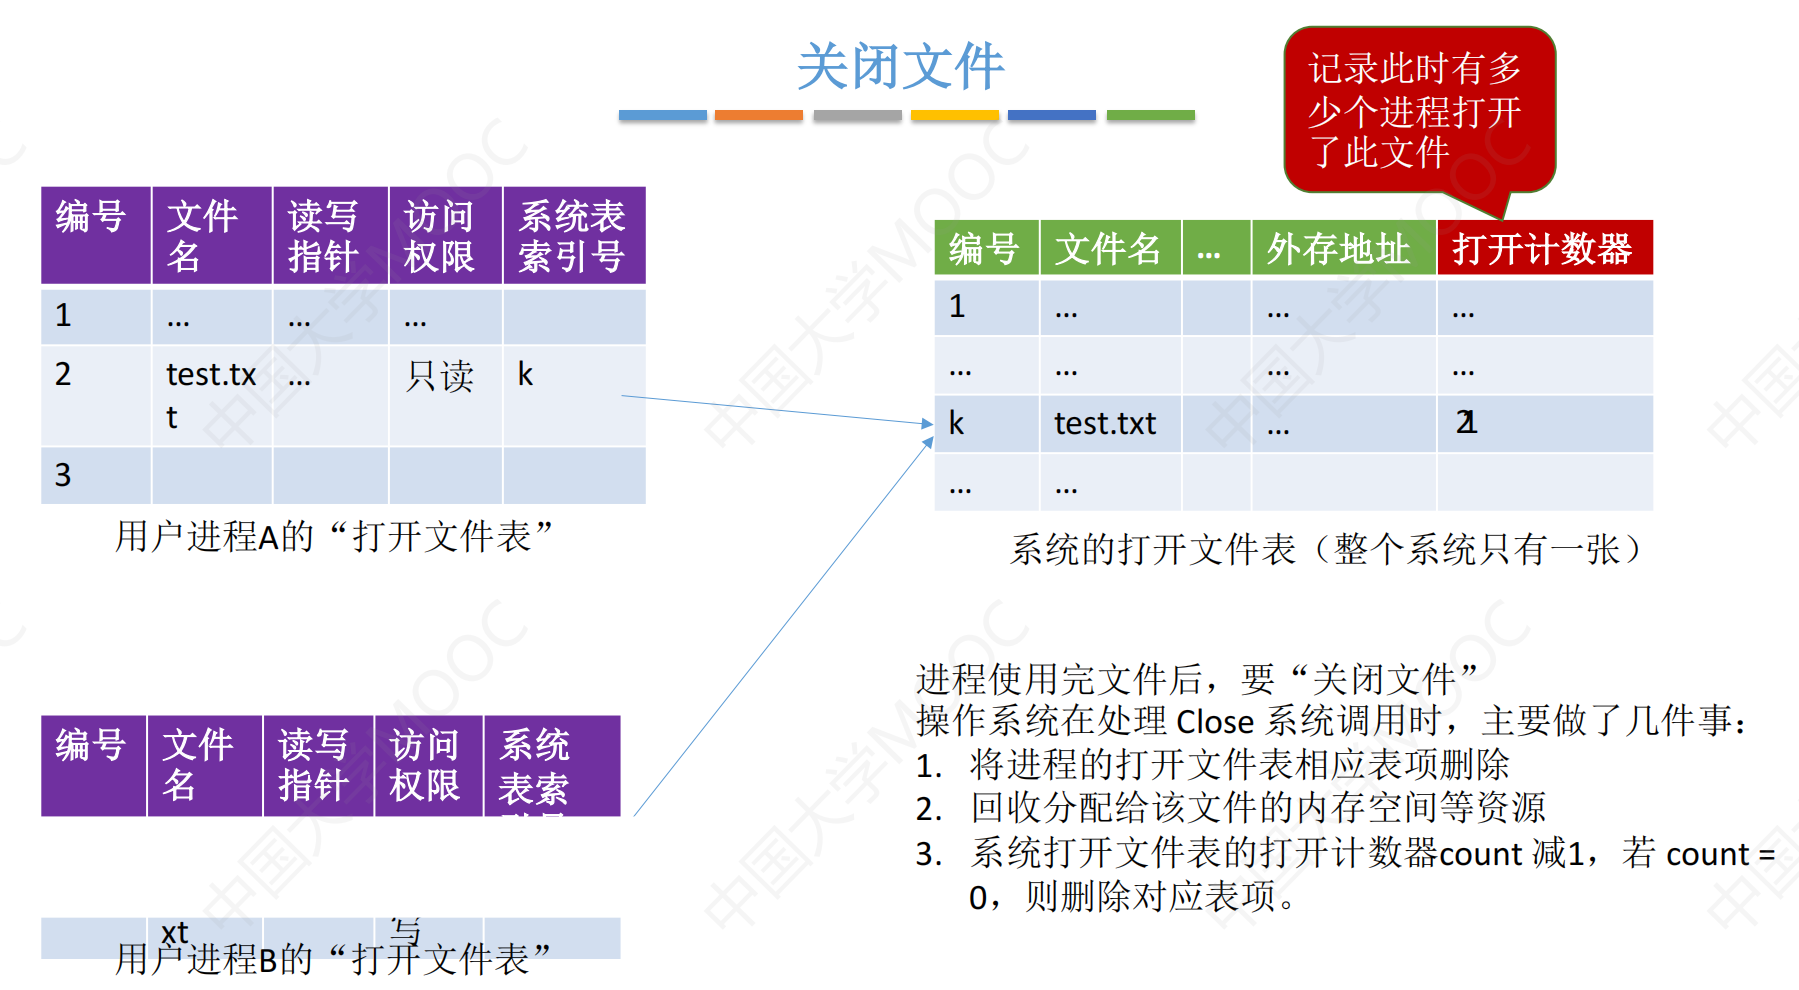 关闭文件
记录此时有多
少个进程打开
了此文件
编号 文件名 读写指针 访问权限 系统表索引号
1 … … …
2 test.txt … 只读 k
3
用户进程A的“打开文件表”
编号 文件名 … 外存地址 打开计数器
1 … … …
… … … …
k test.txt … 21
… …
系统的打开文件表（整个系统只有一张）
编号 文件名 读写指针 访问权限 系统表索
xt 写
用户进程B的“打开文件表”
进程使用完文件后，要“关闭文件”
操作系统在处理 Close 系统调用时，主要做了几件事：
1. 将进程的打开文件表相应表项删除
2. 回收分配给该文件的内存空间等资源
3. 系统打开文件表的打开计数器count 减1，若 count =
0，则删除对应表项。
中国大学MOOC